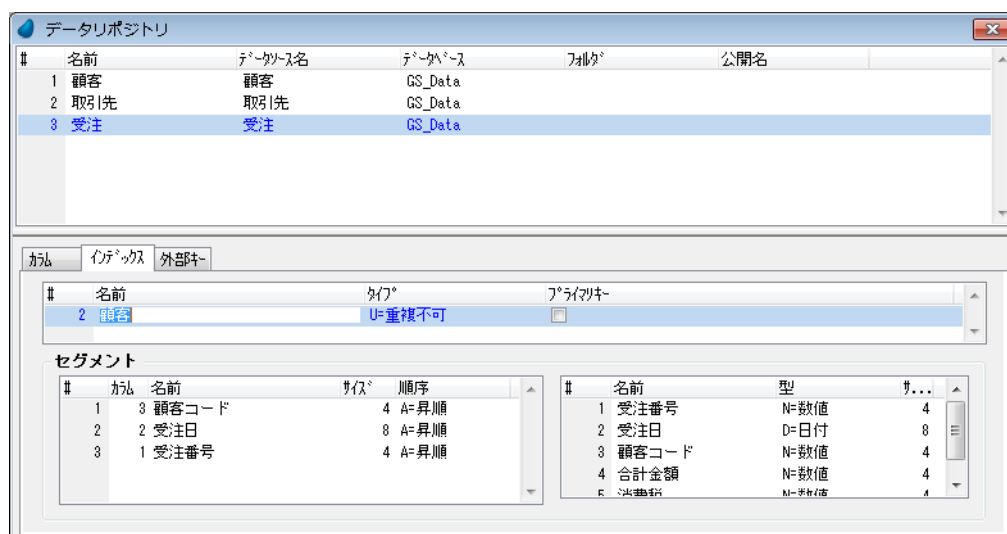 データリポジトリ
# 名前 ﾃﾞｰﾀｿｰｽ名 ﾃﾞｰﾀﾍﾞｰｽ ﾌｫﾙﾀﾞ 公開名
1 顧客 顧客 GS_Data
2 取引先 取引先 GS_Data
3 受注 受注 GS_Data
ｶﾗﾑ ｲﾝﾃﾞｯｸｽ 外部ｷｰ
# 名前 ﾀｲﾌﾟ ﾌﾟﾗｲﾏﾘｷｰ
2 顧客 U=重複不可
セグメント
# ｶﾗﾑ 名前 ｻｲｽﾞ 順序
1 3 顧客コード 4 A=昇順
2 2 受注日 8 A=昇順
3 1 受注番号 4 A=昇順
# 名前 型 ｻ...
1 受注番号 N=数値 4
2 受注日 D=日付 8
3 顧客コード N=数値 4
4 合計金額 N=数値 4
5 消費税 N=数値 4